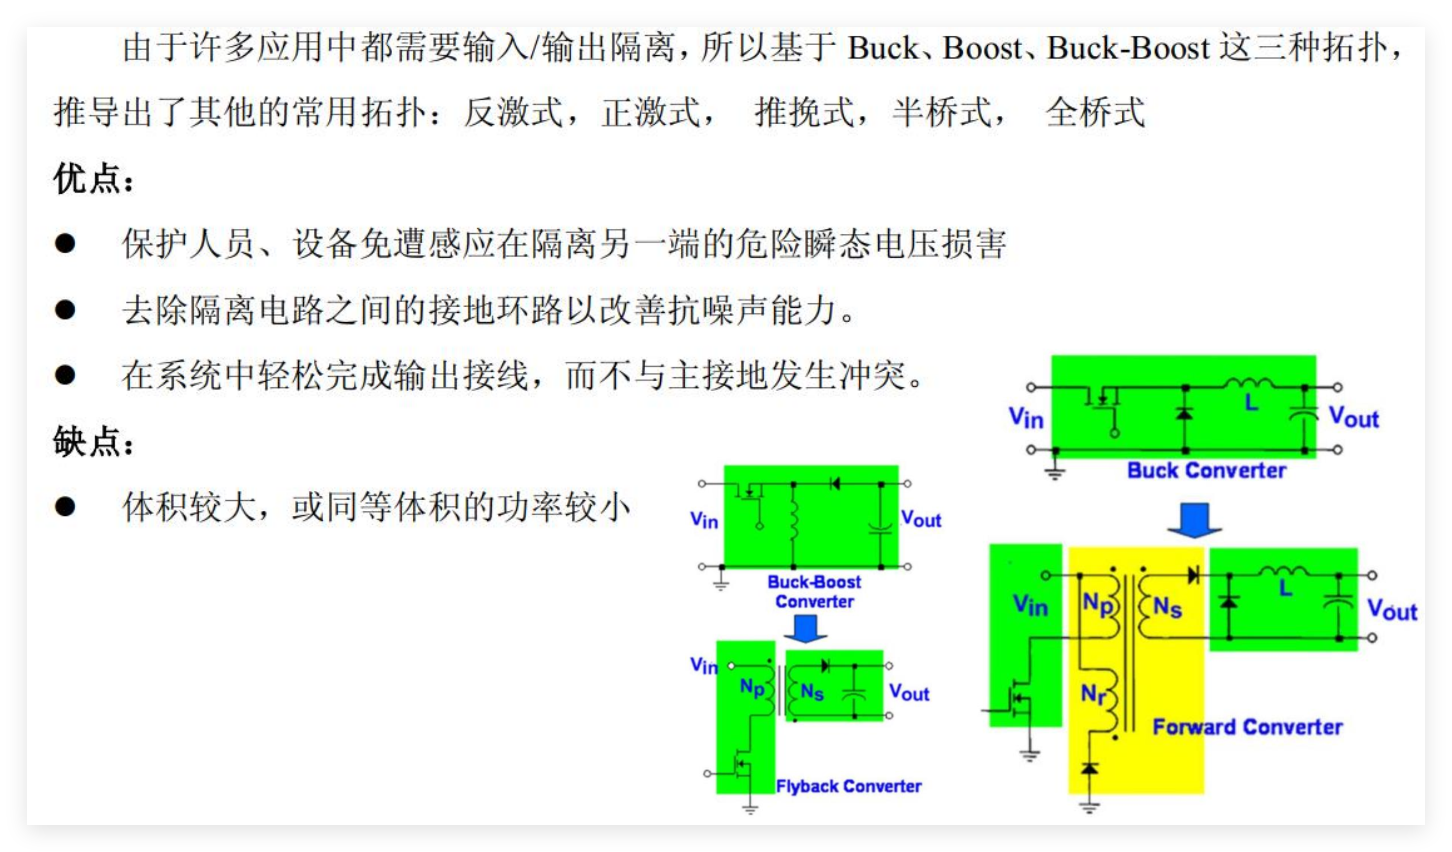 由于许多应用中都需要输入/输出隔离，所以基于 Buck、Boost、Buck-Boost 这三种拓扑，
推导出了其他的常用拓扑：反激式，正激式， 推挽式，半桥式， 全桥式
优点：
● 保护人员、设备免遭感应在隔离另一端的危险瞬态电压损害
● 去除隔离电路之间的接地环路以改善抗噪声能力。
● 在系统中轻松完成输出接线，而不与主接地发生冲突。
缺点：
● 体积较大，或同等体积的功率较小
Vin
L
Vout
Buck Converter
Vin
Vout
Buck-Boost
Converter
Vin
Np
Ns
Vout
Flyback Converter
Vin
Np
Ns
L
Vout
Nr
Forward Converter